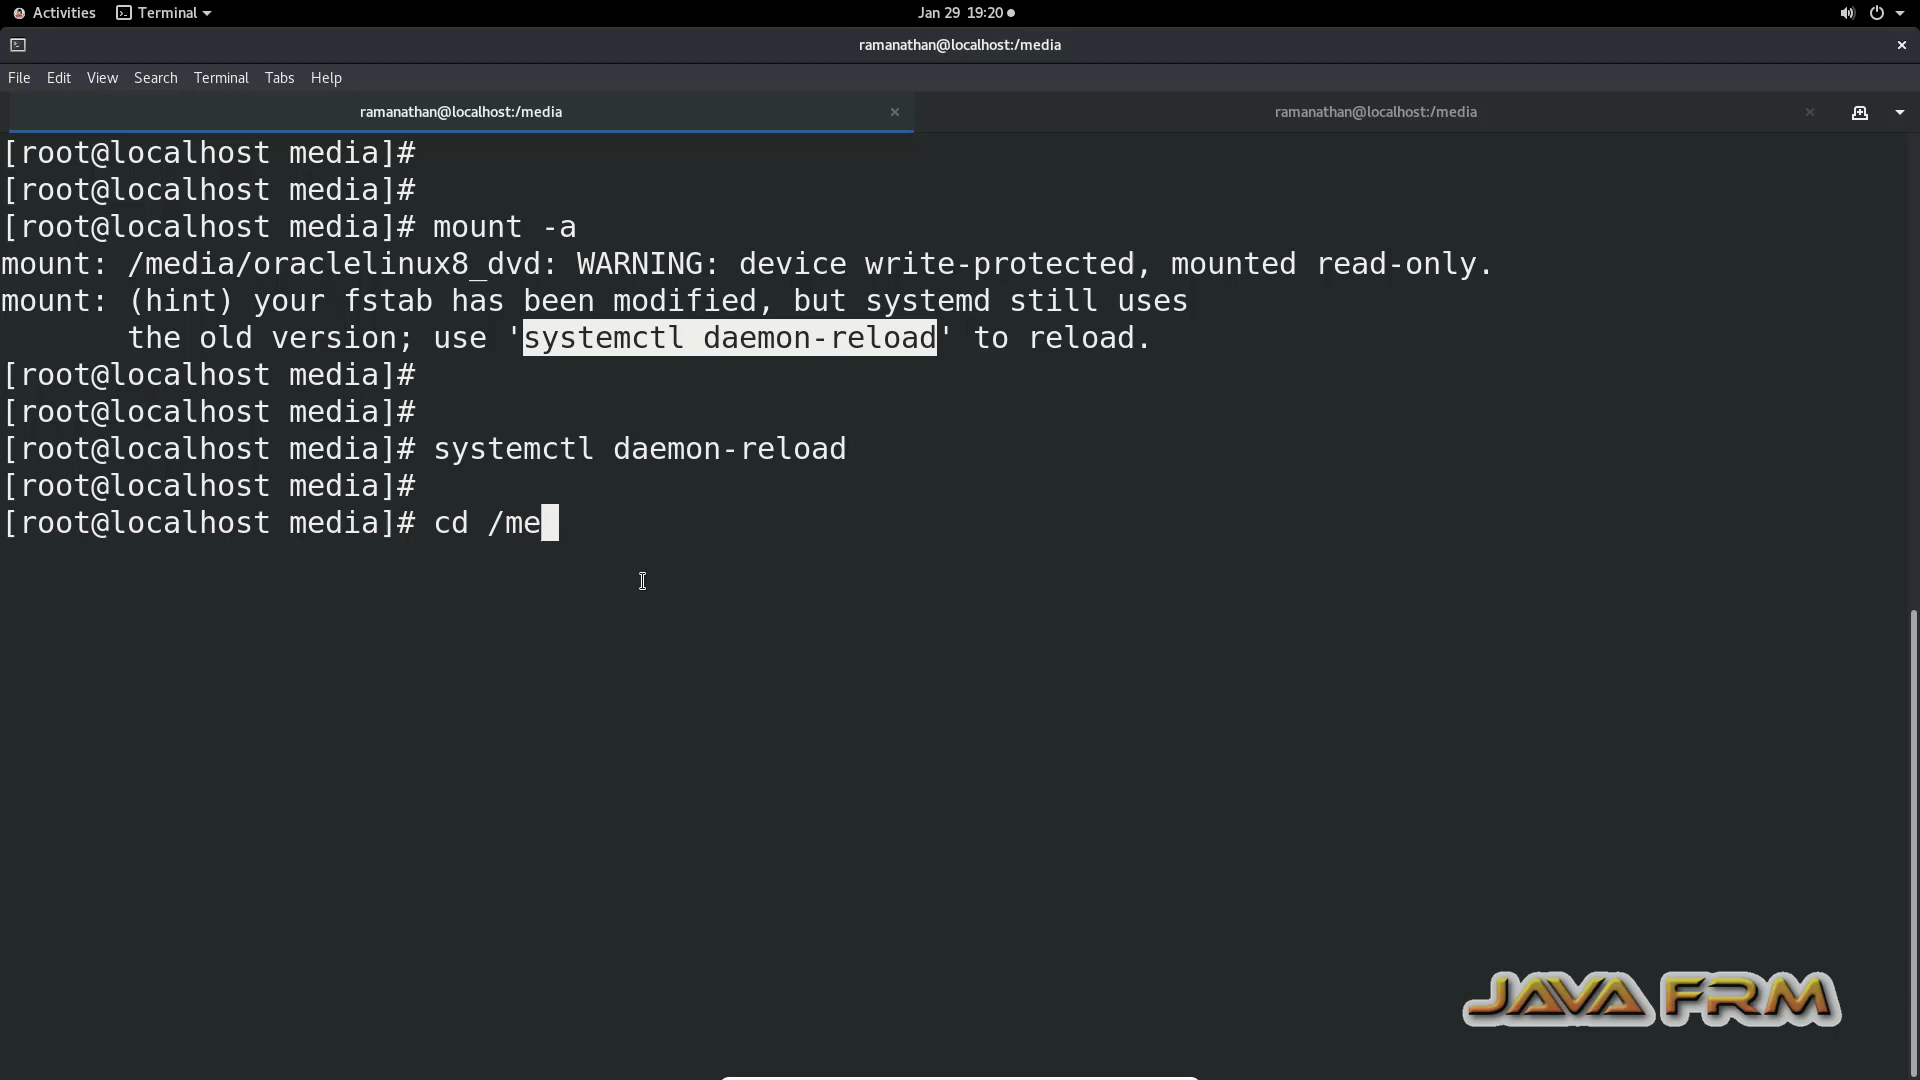 Activities Terminal Jan 29 19:20
ramanathan@localhost:/media
File Edit View Search Terminal Tabs Help
ramanathan@localhost:/media ramanathan@localhost:/media
[root@localhost media]#
[root@localhost media]#
[root@localhost media]# mount -a
mount: /media/oraclelinux8_dvd: WARNING: device write-protected, mounted read-only.
mount: (hint) your fstab has been modified, but systemd still uses
       the old version; use 'systemctl daemon-reload' to reload.
[root@localhost media]#
[root@localhost media]#
[root@localhost media]# systemctl daemon-reload
[root@localhost media]#
[root@localhost media]# cd /me
JAVA FRM